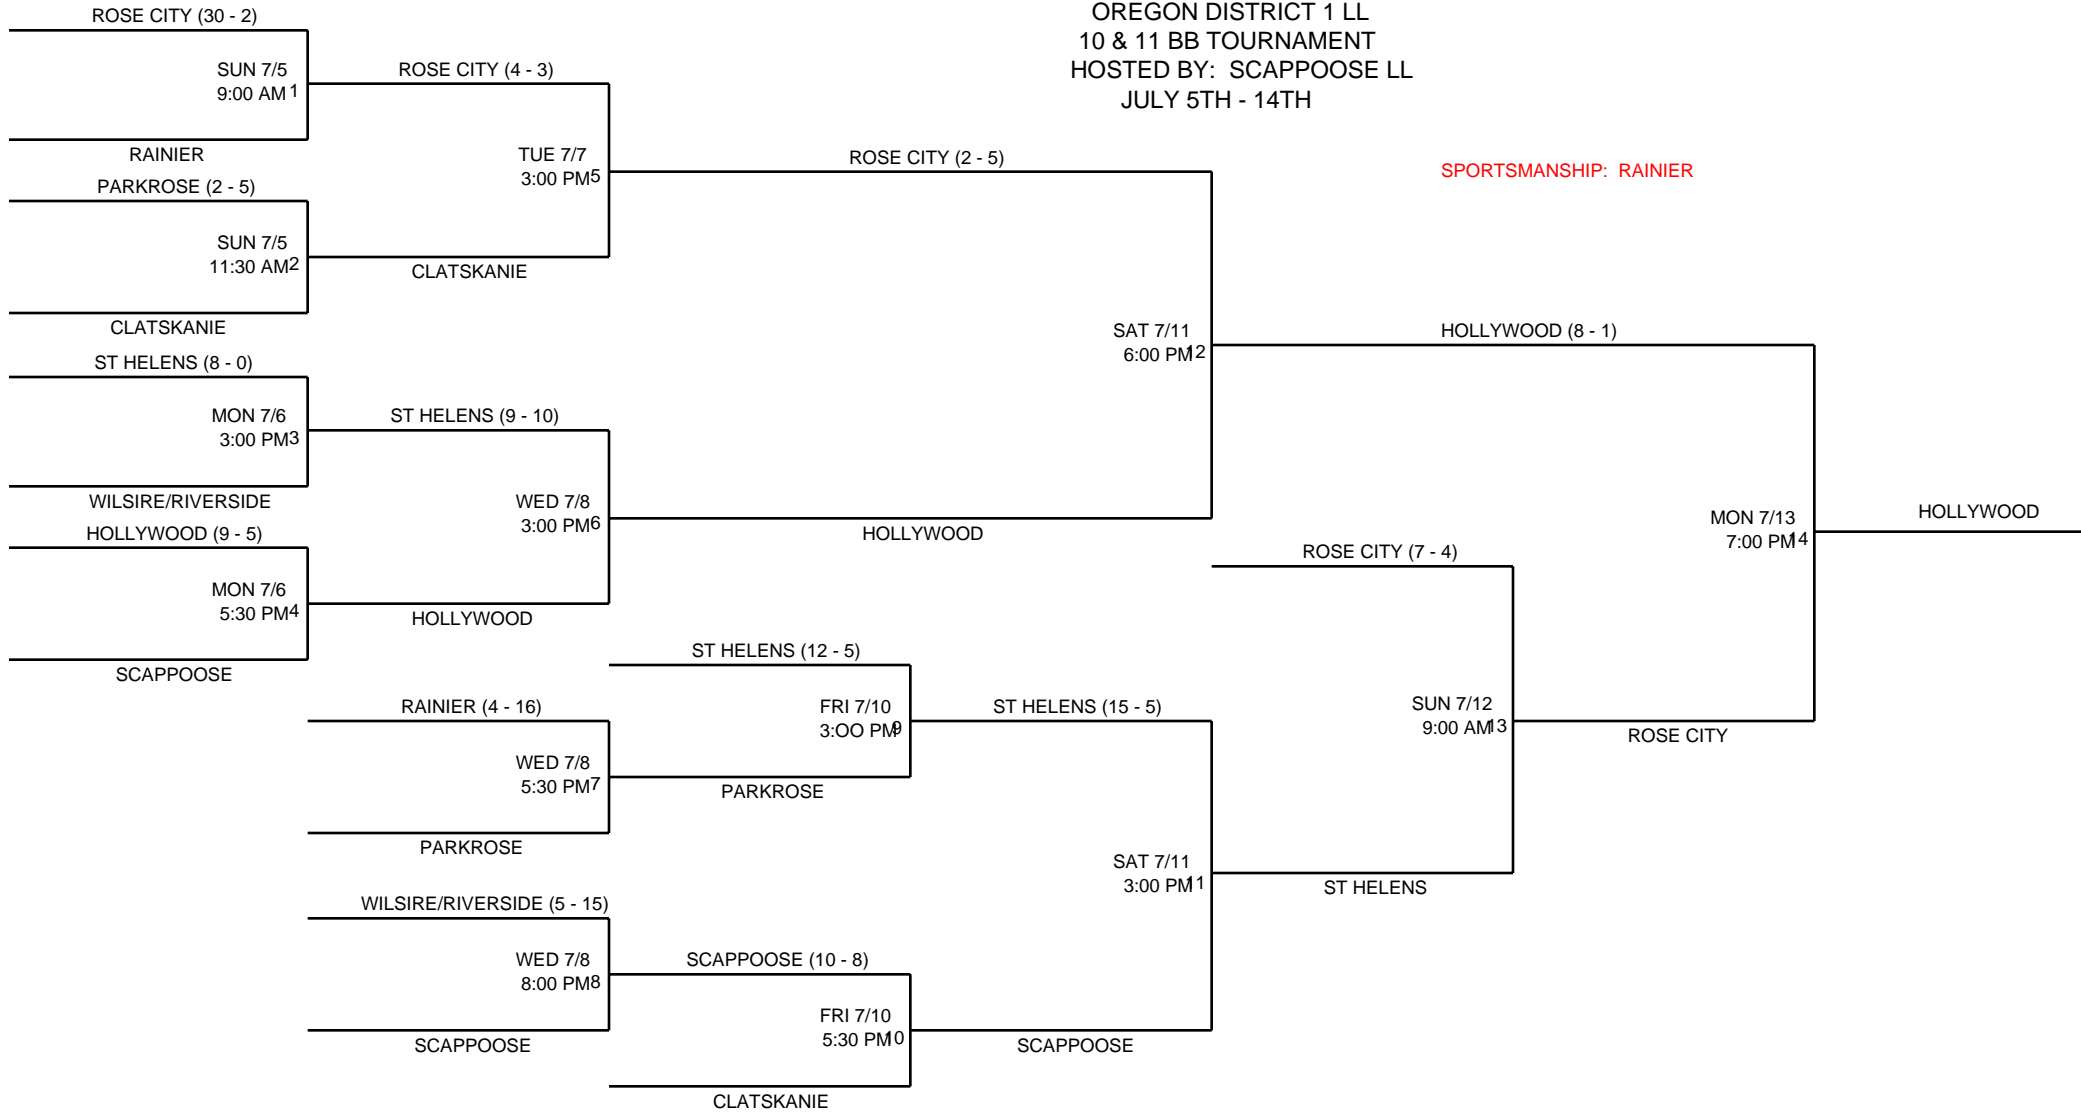 OREGON DISTRICT 1 LL
10 & 11 BB TOURNAMENT
HOSTED BY: SCAPPOOSE LL
JULY 5TH - 14TH
SPORTSMANSHIP: RAINIER
ROSE CITY (30 - 2)
SUN 7/5
9:00 AM 1
RAINIER
PARKROSE (2 - 5)
SUN 7/5
11:30 AM 2
CLATSKANIE
ST HELENS (8 - 0)
MON 7/6
3:00 PM 3
WILSIRE/RIVERSIDE
HOLLYWOOD (9 - 5)
MON 7/6
5:30 PM 4
SCAPPOOSE
ROSE CITY (4 - 3)
TUE 7/7
3:00 PM 5
CLATSKANIE
ST HELENS (9 - 10)
WED 7/8
3:00 PM 6
HOLLYWOOD
RAINIER (4 - 16)
WED 7/8
5:30 PM 7
PARKROSE
WILSIRE/RIVERSIDE (5 - 15)
WED 7/8
8:00 PM 8
SCAPPOOSE
ROSE CITY (2 - 5)
SAT 7/11
6:00 PM 12
HOLLYWOOD
ST HELENS (12 - 5)
FRI 7/10
3:OO PM 9
PARKROSE
SCAPPOOSE (10 - 8)
FRI 7/10
5:30 PM 10
CLATSKANIE
ST HELENS (15 - 5)
SAT 7/11
3:00 PM 11
SCAPPOOSE
HOLLYWOOD (8 - 1)
MON 7/13
7:00 PM 14
ROSE CITY
ROSE CITY (7 - 4)
SUN 7/12
9:00 AM 13
ST HELENS
HOLLYWOOD